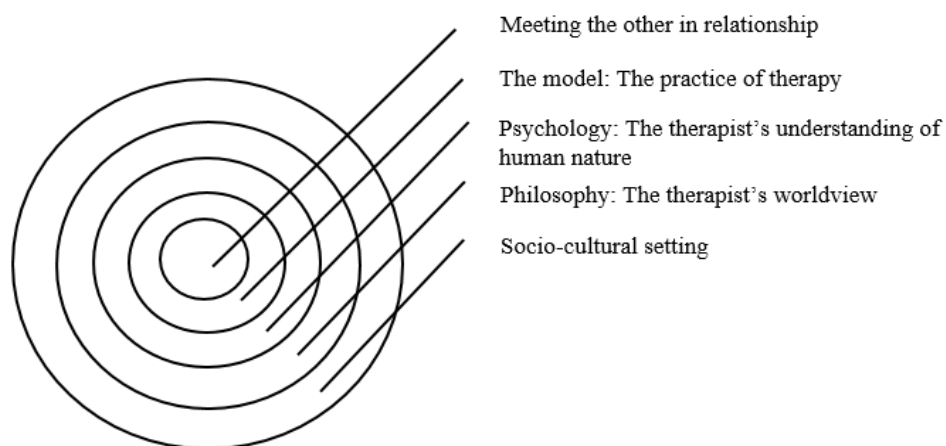 Meeting the other in relationship
The model: The practice of therapy
Psychology: The therapist’s understanding of
human nature
Philosophy: The therapist’s worldview
Socio-cultural setting